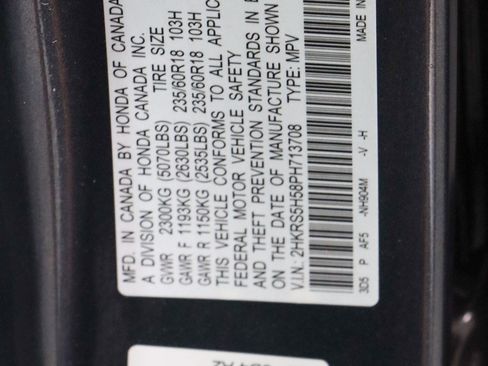 MFD. IN CANADA BY HONDA OF CANADA
A DIVISION OF HONDA CANADA INC.
GVWR 2300KG (5070LBS) TIRE SIZE
GAWR F 1193KG (2630LBS) 235/60R18 103H
GAWR R 1150KG (2535LBS) 235/60R18 103H
THIS VEHICLE CONFORMS TO ALL APPLIC
FEDERAL MOTOR VEHICLE SAFETY
AND THEFT PREVENTION STANDARDS IN E
ON THE DATE OF MANUFACTURE SHOWN
V.I.N: 2HKRS5H58PH713708 TYPE: MPV
3D5 P AF5 -NH904M -V -H